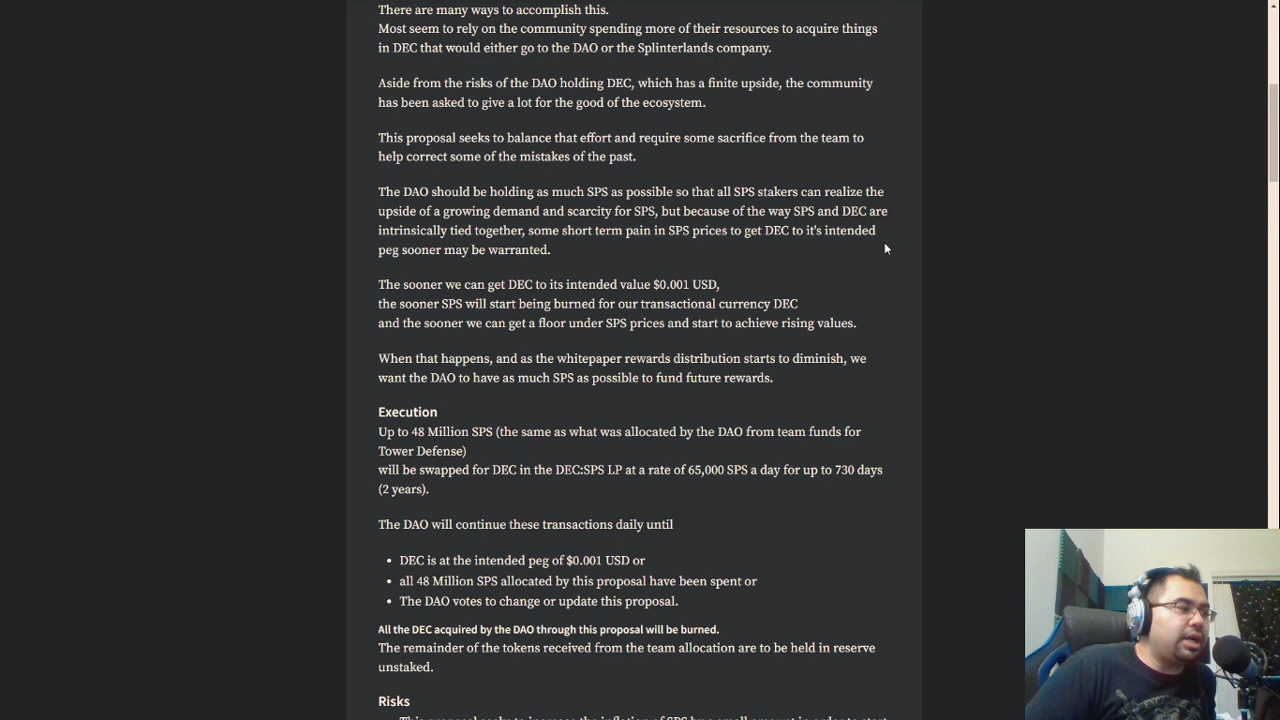 There are many ways to accomplish this.
Most seem to rely on the community spending more of their resources to acquire things
in DEC that would either go to the DAO or the Splinterlands company.
Aside from the risks of the DAO holding DEC, which has a finite upside, the community
has been asked to give a lot for the good of the ecosystem.
This proposal seeks to balance that effort and require some sacrifice from the team to
help correct some of the mistakes of the past.
The DAO should be holding as much SPS as possible so that all SPS stakers can realize the
upside of a growing demand and scarcity for SPS, but because of the way SPS and DEC are
intrinsically tied together, some short term pain in SPS prices to get DEC to it's intended
peg sooner may be warranted.
The sooner we can get DEC to its intended value $0.001 USD,
the sooner SPS will start being burned for our transactional currency DEC
and the sooner we can get a floor under SPS prices and start to achieve rising values.
When that happens, and as the whitepaper rewards distribution starts to diminish, we
want the DAO to have as much SPS as possible to fund future rewards.
Execution
Up to 48 Million SPS (the same as what was allocated by the DAO from team funds for
Tower Defense)
will be swapped for DEC in the DEC:SPS LP at a rate of 65,000 SPS a day for up to 730 days
(2 years).
The DAO will continue these transactions daily until
• DEC is at the intended peg of $0.001 USD or
• all 48 Million SPS allocated by this proposal have been spent or
• The DAO votes to change or update this proposal.
All the DEC acquired by the DAO through this proposal will be burned.
The remainder of the tokens received from the team allocation are to be held in reserve
unstaked.
Risks
This proposal seeks to increase the inflation of SPS by a small amount in order to start